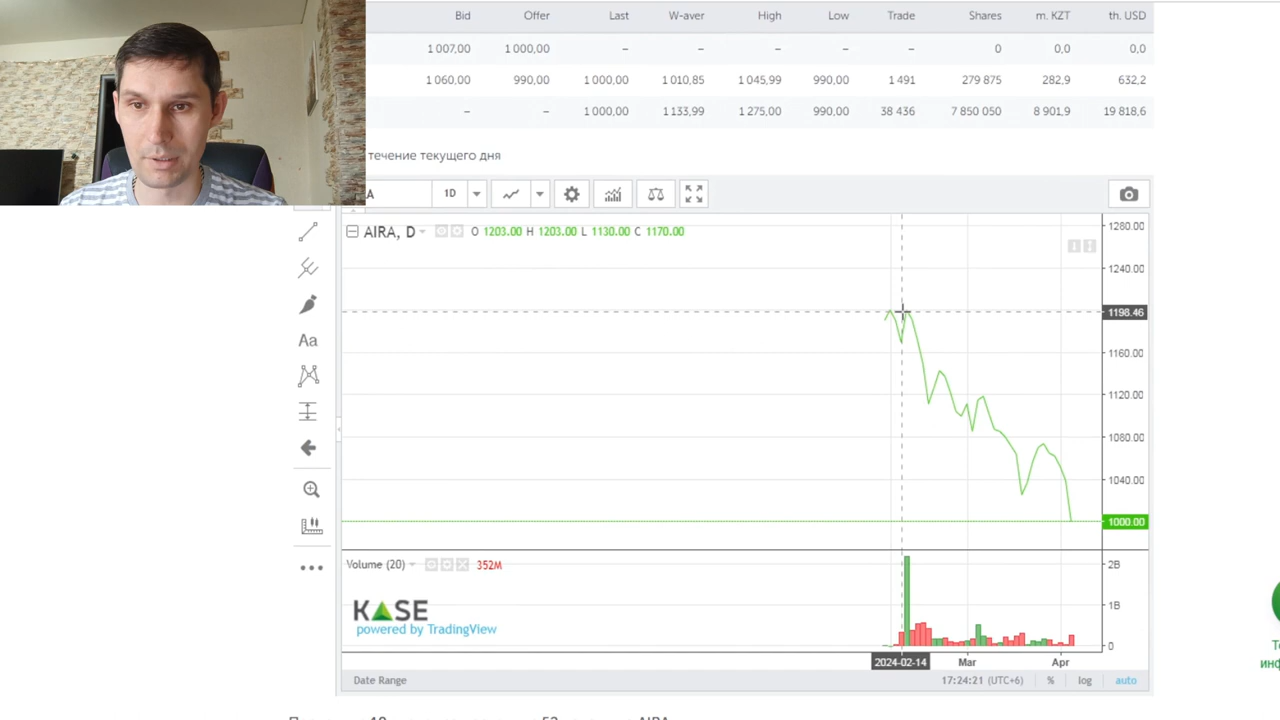 Bid Offer Last W-aver High Low Trade Shares m. KZT th. USD
1 007,00 1 000,00 – – – – – 0 0,0 0,0
1 060,00 990,00 1 000,00 1 010,85 1 045,99 990,00 1 491 279 875 282,9 632,2
– – 1 000,00 1 133,99 1 275,00 990,00 38 436 7 850 050 8 901,9 19 818,6
течение текущего дня
A 1D
AIRA, D O 1203.00 H 1203.00 L 1130.00 C 1170.00
1280.00
1240.00
1198.46
1160.00
1120.00
1080.00
1040.00
1000.00
Aa
Volume (20) 352M
2B
1B
0
KASE
powered by TradingView
2024-02-14 Mar Apr
Date Range 17:24:21 (UTC+6) % log auto